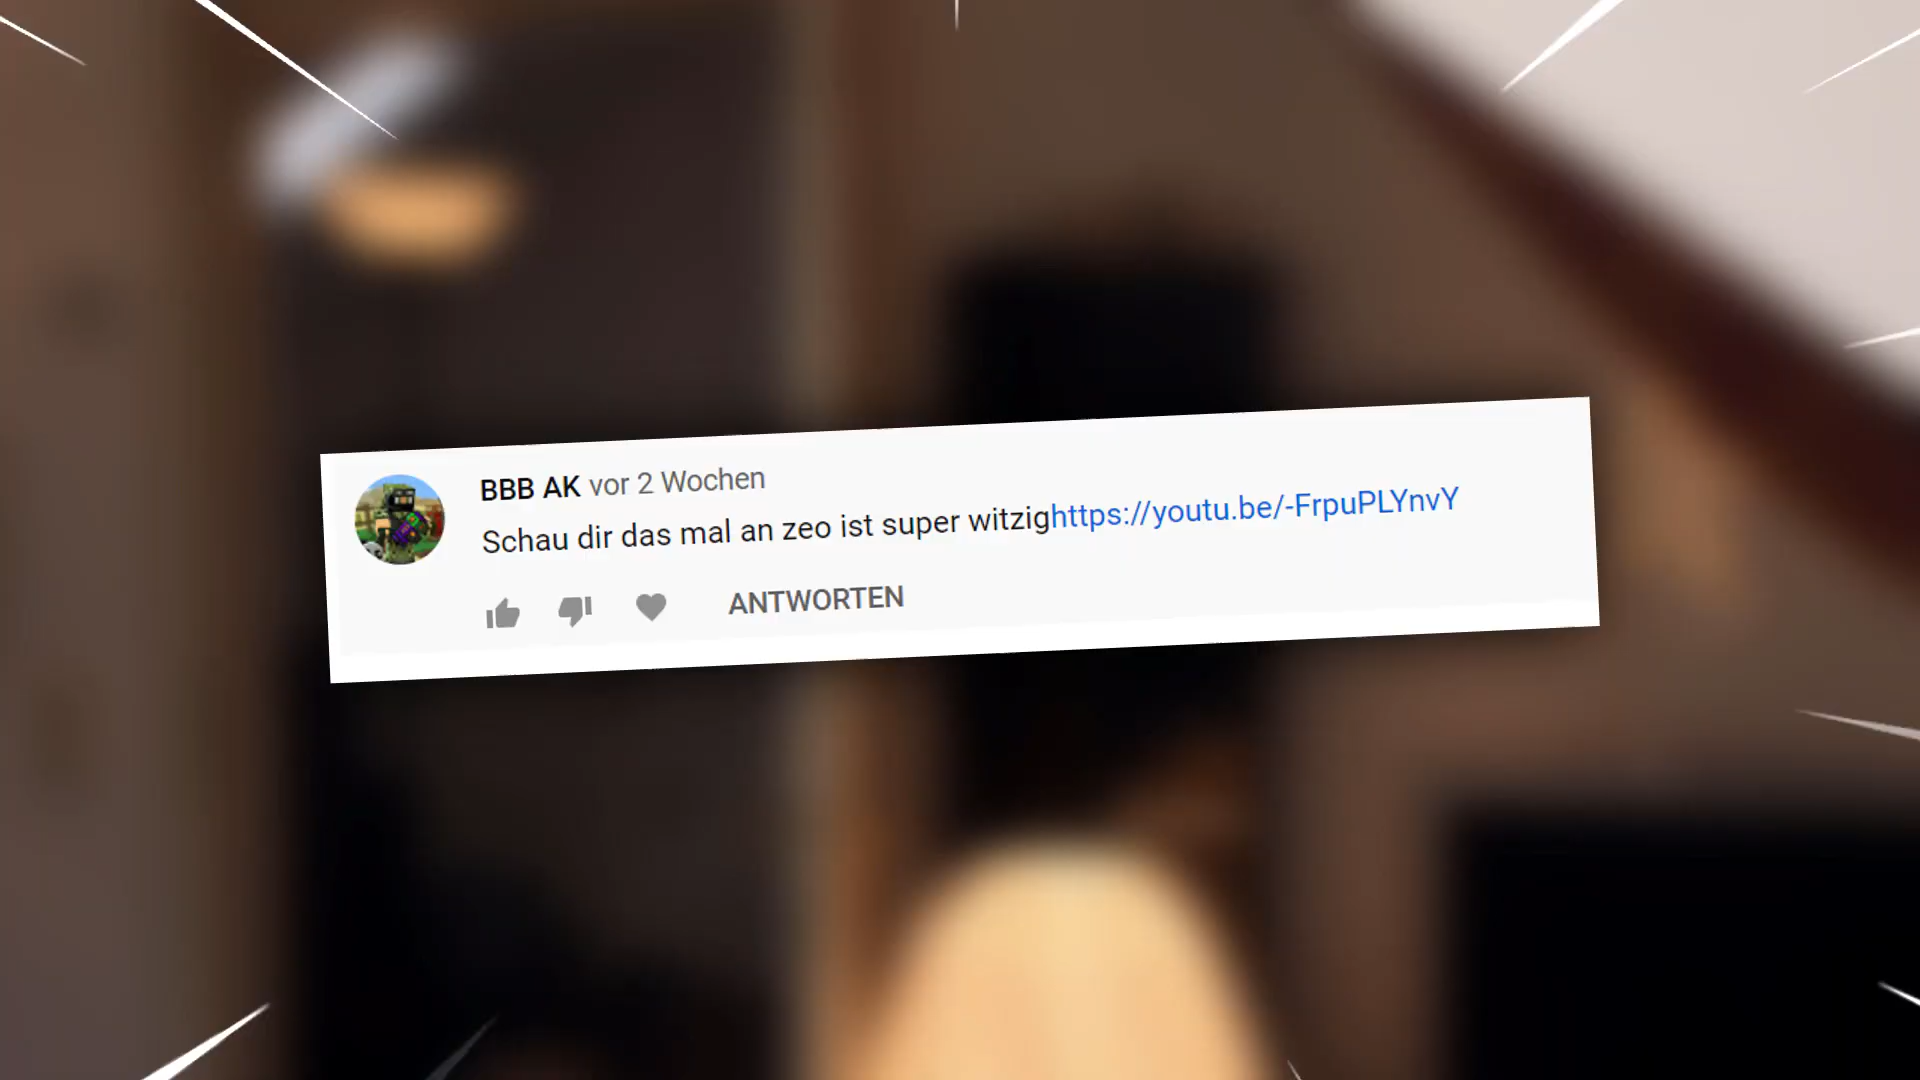 BBB AK vor 2 Wochen
Schau dir das mal an zeo ist super witzighttps://youtu.be/-FrpuPLYnvY
ANTWORTEN